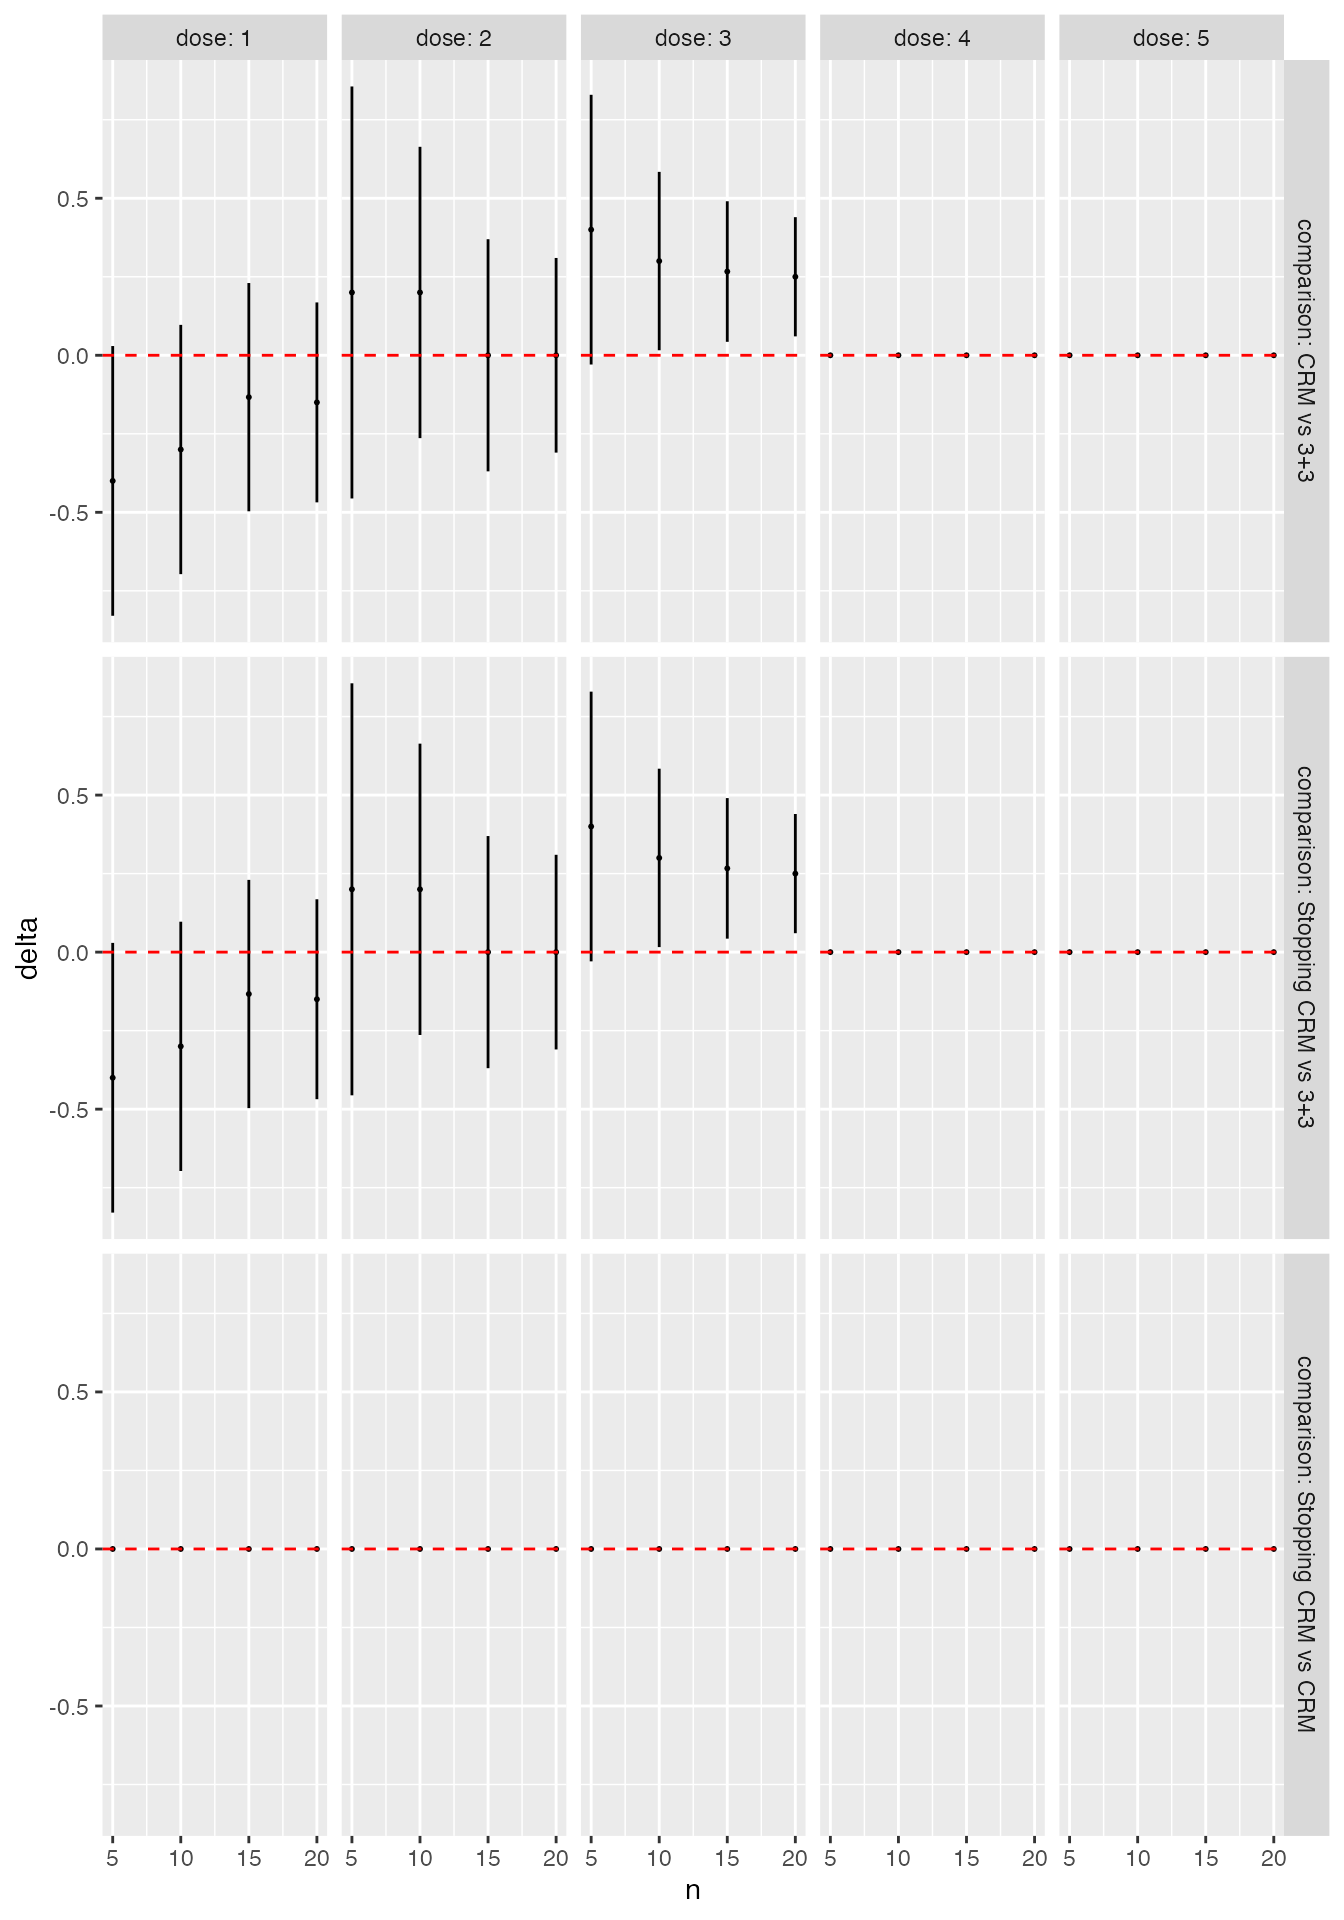 dose: 1
dose: 2
dose: 3
dose: 4
dose: 5
0.5
0.0
-0.5
comparison: CRM vs 3+3
0.5
0.0
-0.5
comparison: Stopping CRM vs 3+3
delta
0.5
0.0
-0.5
comparison: Stopping CRM vs CRM
5 10 15 20 5 10 15 20 5 10 15 20 5 10 15 20 5 10 15 20
n